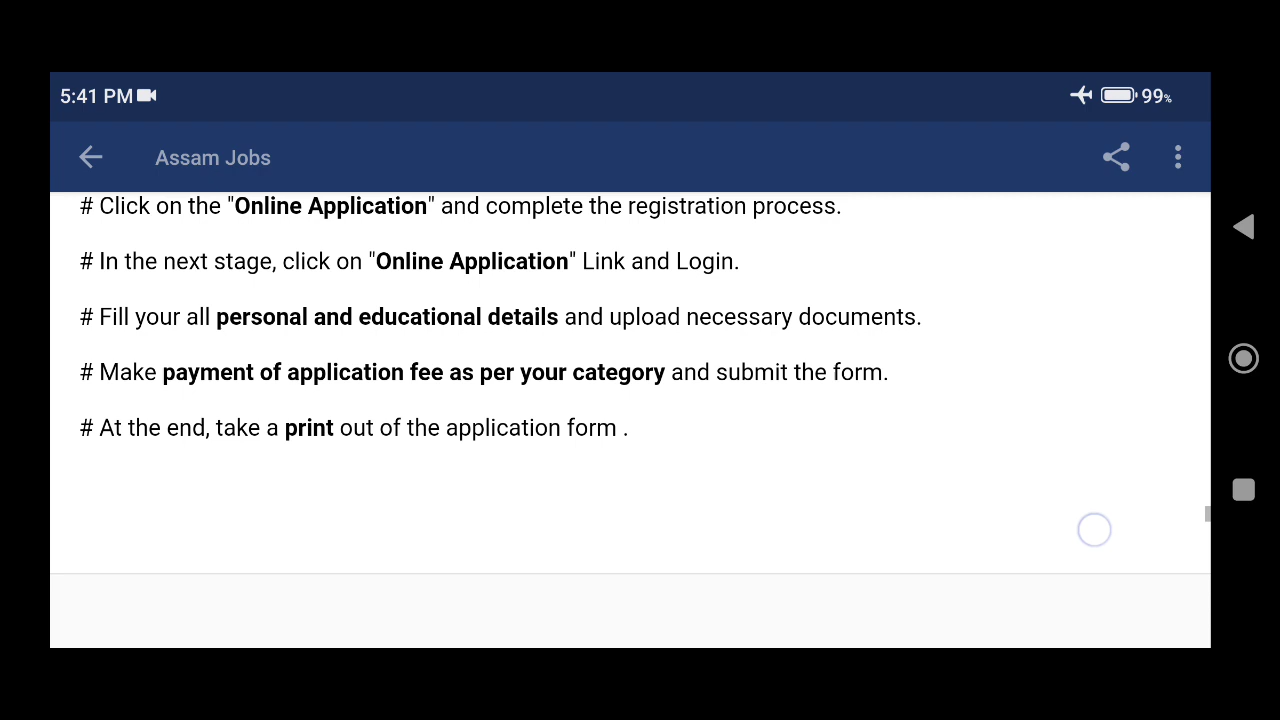 5:41 PM
99%
Assam Jobs
# Click on the "Online Application" and complete the registration process.
# In the next stage, click on "Online Application" Link and Login.
# Fill your all personal and educational details and upload necessary documents.
# Make payment of application fee as per your category and submit the form.
# At the end, take a print out of the application form .